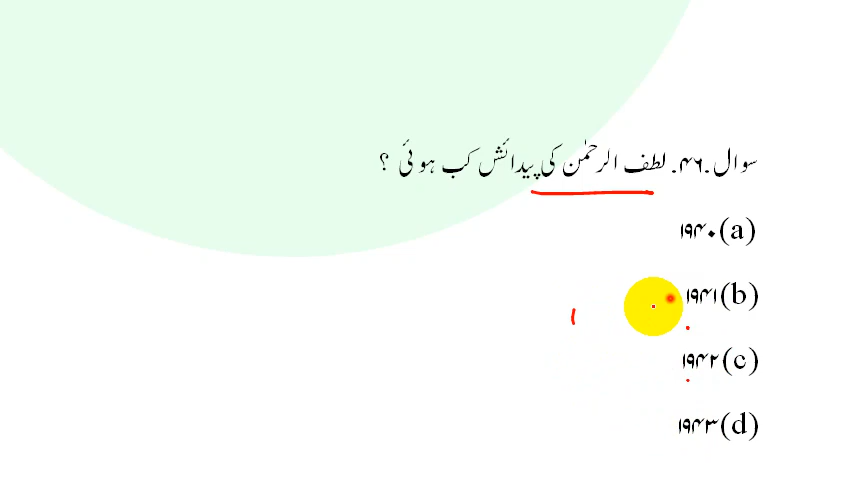 سوال.۴۶. لطف الرحمٰن کی پیدائش کب ہوئی ؟
(a)۱۹۴۰
(b)۱۹۴۱
(c)۱۹۴۲
(d)۱۹۴۳